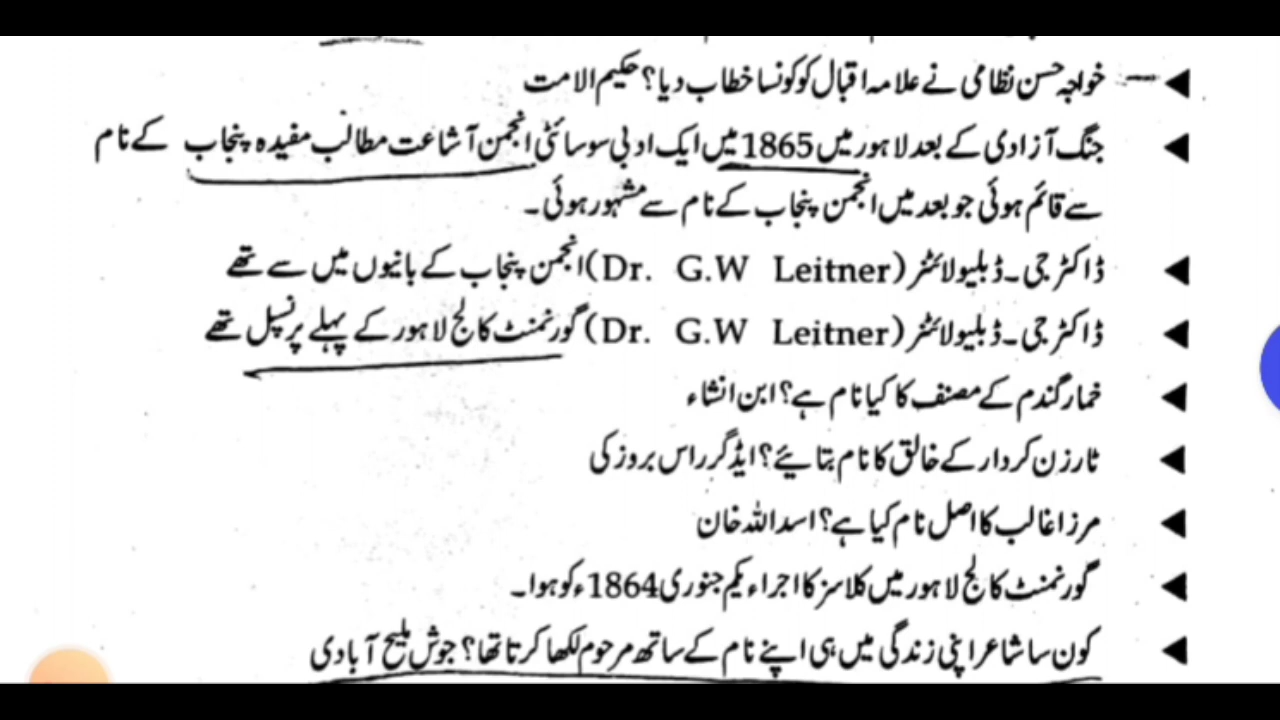 خواجہ حسن نظامی نے علامہ اقبال کو کونسا خطاب دیا؟ حکیم الامت
جنگ آزادی کے بعد لاہور میں 1865 میں ایک ادبی سوسائٹی انجمن آشاعت مطالب مفیدہ پنجاب کے نام
سے قائم ہوئی جو بعد میں انجمن پنجاب کے نام سے مشہور ہوئی۔
ڈاکٹر جی۔ ڈبلیو لائٹر (Dr. G.W Leitner) انجمن پنجاب کے بانیوں میں سے تھے
ڈاکٹر جی۔ ڈبلیو لائٹر (Dr. G.W Leitner) گورنمنٹ کالج لاہور کے پہلے پرنسپل تھے
خمار گندم کے مصنف کا کیا نام ہے؟ ابن انشاء
ٹارزن کردار کے خالق کا نام بتایئے؟ ایڈگر راس بروز کی
مرزا غالب کا اصل نام کیا ہے؟ اسد اللہ خان
گورنمنٹ کالج لاہور میں کلاسز کا اجراء یکم جنوری 1864ء کو ہوا۔
کون سا شاعر اپنی زندگی میں ہی اپنے نام کے ساتھ مرحوم لکھا کرتا تھا؟ جوش ملیح آبادی